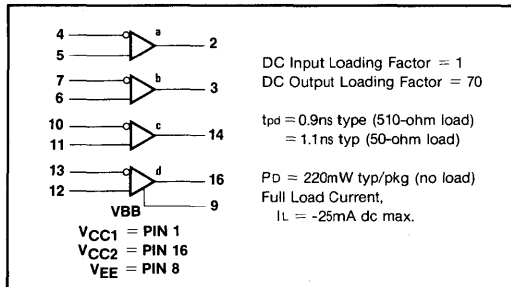 4
5
a
2
7
6
b
3
10
11
c
14
13
12
d
16
9
VBB
VCC1 = PIN 1
VCC2 = PIN 16
VEE = PIN 8
DC Input Loading Factor = 1
DC Output Loading Factor = 70
tpd = 0.9ns type (510-ohm load)
= 1.1ns typ (50-ohm load)
PD = 220mW typ/pkg (no load)
Full Load Current,
IL = -25mA dc max.